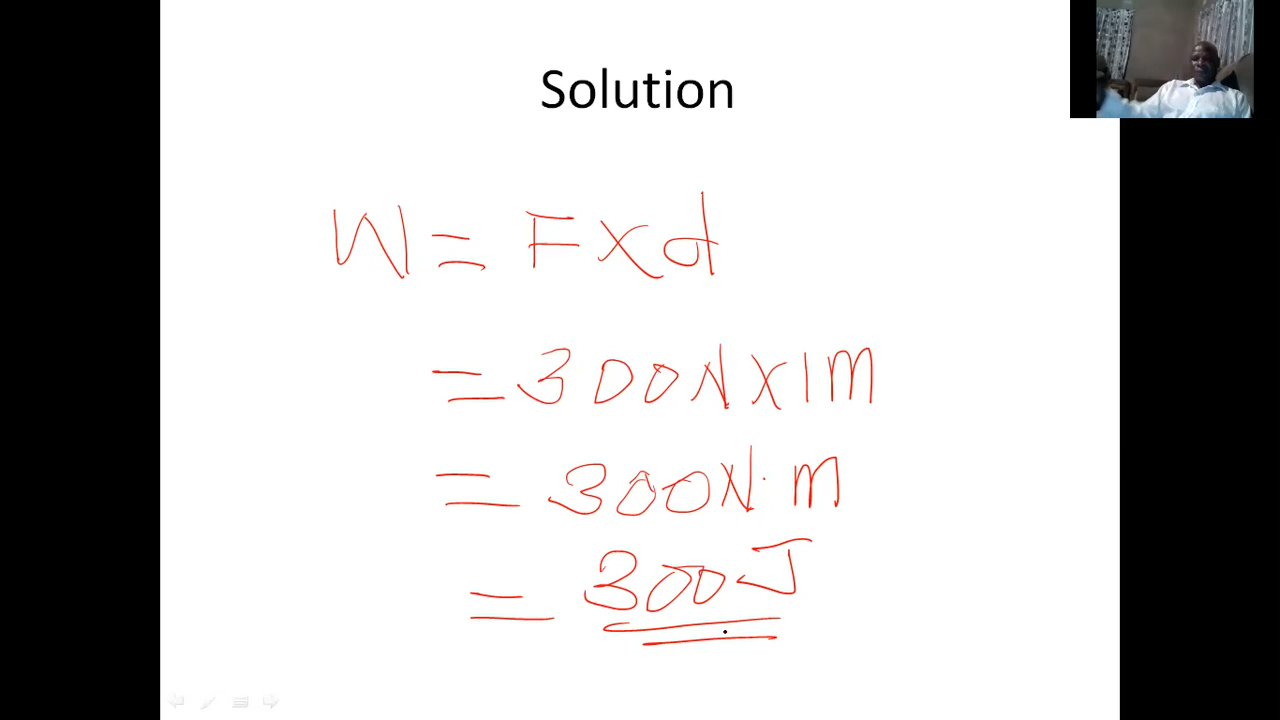 Solution
W = F x d
= 300N x 1m
= 300N·m
= 300J